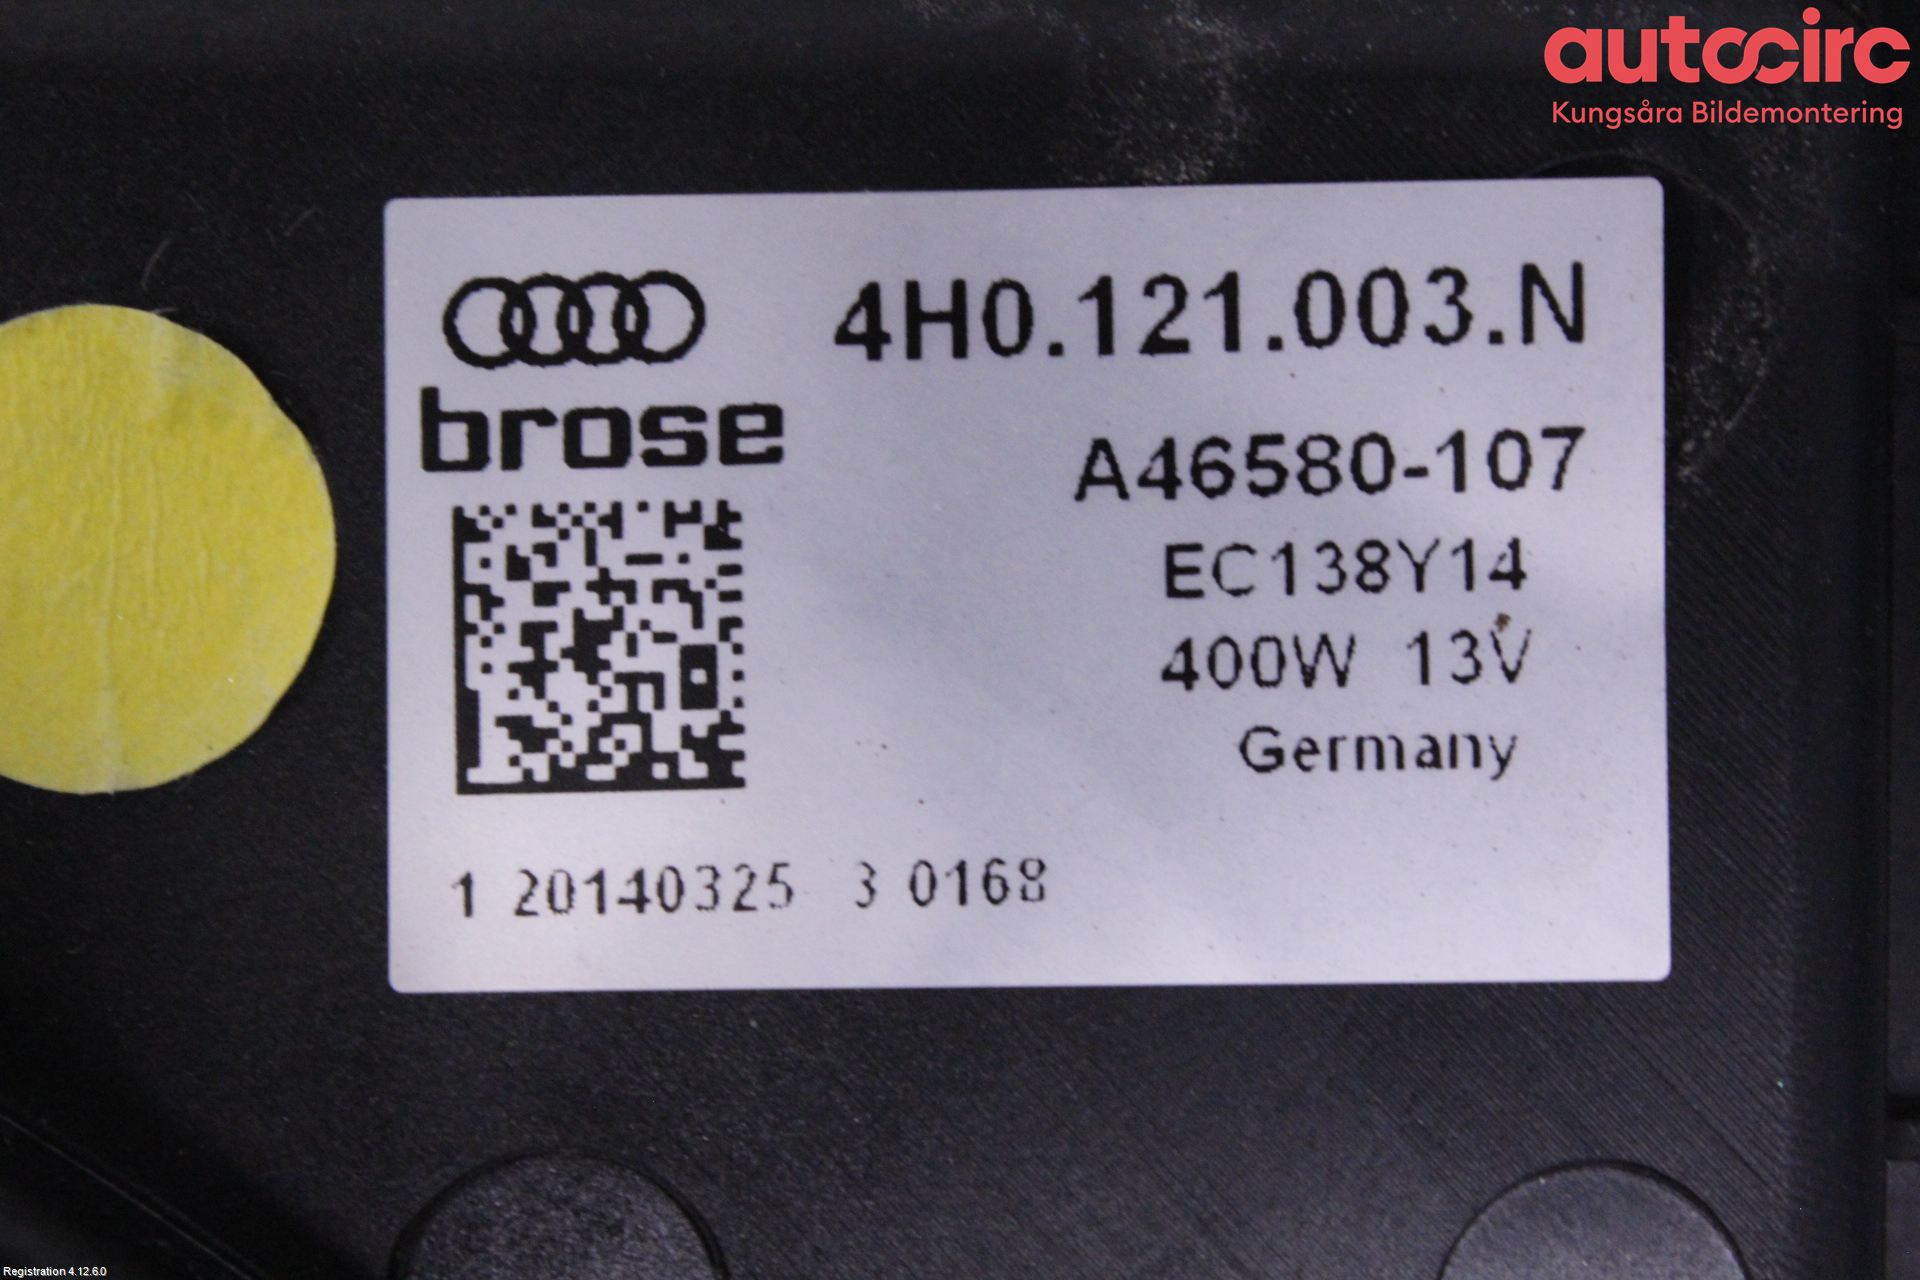 autocirc
Kungsåra Bildemontering
4H0.121.003.N
brose
A46580-107
EC138Y14
400W 13V
Germany
1 20140325 3 0168
Registration 4.12.6.0